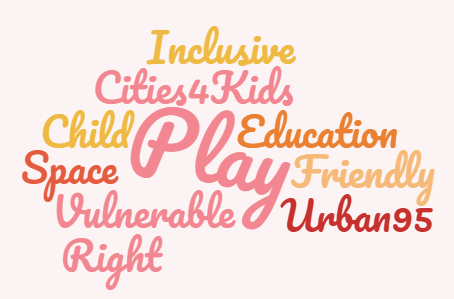 Inclusive
Cities4Kids
Child Play Education
Space Friendly
Vulnerable Urban95
Right